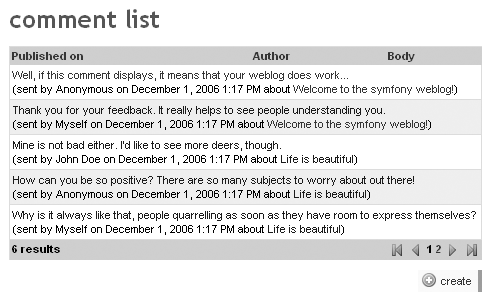 comment list
Published on Author Body
Well, if this comment displays, it means that your weblog does work...
(sent by Anonymous on December 1, 2006 1:17 PM about Welcome to the symfony weblog!)
Thank you for your feedback. It really helps to see people understanding you.
(sent by Myself on December 1, 2006 1:17 PM about Welcome to the symfony weblog!)
Mine is not bad either. I'd like to see more deers, though.
(sent by John Doe on December 1, 2006 1:17 PM about Life is beautiful)
How can you be so positive? There are so many subjects to worry about out there!
(sent by Anonymous on December 1, 2006 1:17 PM about Life is beautiful)
Why is it always like that, people quarrelling as soon as they have room to express themselves?
(sent by Myself on December 1, 2006 1:17 PM about Life is beautiful)
6 results 1 2
create